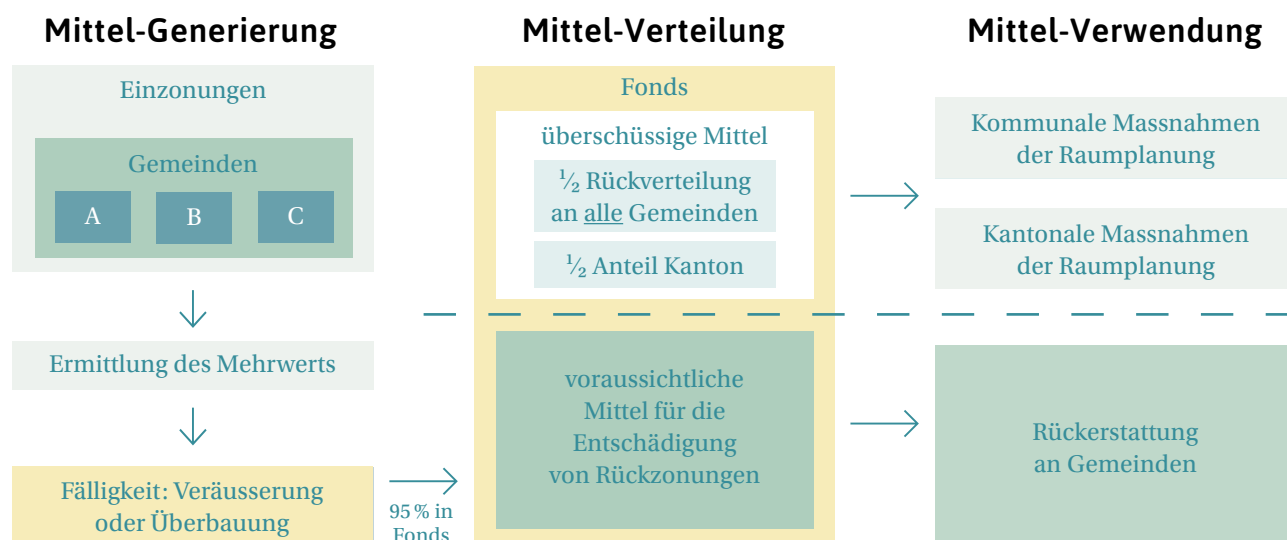 Mittel-Generierung
Einzonungen
Gemeinden
A
B
C
Ermittlung des Mehrwerts
Fälligkeit: Veräusserung
oder Überbauung
95 % in
Fonds
Mittel-Verteilung
Fonds
überschüssige Mittel
½ Rückverteilung
an alle Gemeinden
½ Anteil Kanton
voraussichtliche
Mittel für die
Entschädigung
von Rückzonungen
Mittel-Verwendung
Kommunale Massnahmen
der Raumplanung
Kantonale Massnahmen
der Raumplanung
Rückerstattung
an Gemeinden